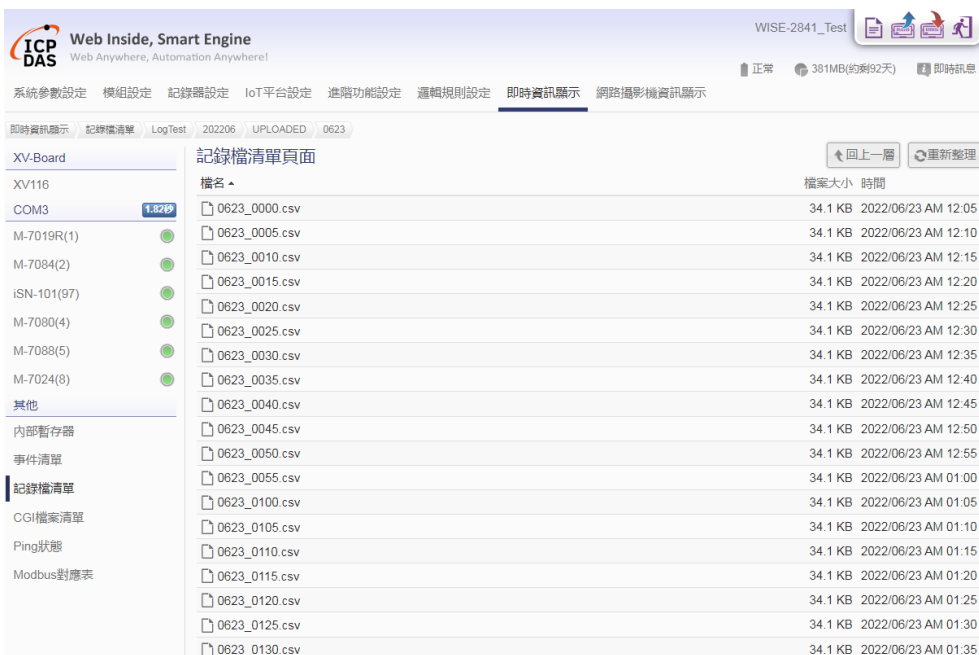 WISE-2841_Test
ICP DAS
Web Inside, Smart Engine
Web Anywhere, Automation Anywhere!
正常 381MB(約剩92天) 即時訊息
系統參數設定 模組設定 記錄器設定 IoT平台設定 進階功能設定 邏輯規則設定 即時資訊顯示 網路攝影機資訊顯示
即時資訊顯示 記錄檔清單 LogTest 202206 UPLOADED 0623
XV-Board
XV116
COM3 1.82秒
M-7019R(1)
M-7084(2)
iSN-101(97)
M-7080(4)
M-7088(5)
M-7024(8)
其他
內部暫存器
事件清單
記錄檔清單
CGI檔案清單
Ping狀態
Modbus對應表
記錄檔清單頁面 回上一層 重新整理
檔名 檔案大小 時間
0623_0000.csv 34.1 KB 2022/06/23 AM 12:05
0623_0005.csv 34.1 KB 2022/06/23 AM 12:10
0623_0010.csv 34.1 KB 2022/06/23 AM 12:15
0623_0015.csv 34.1 KB 2022/06/23 AM 12:20
0623_0020.csv 34.1 KB 2022/06/23 AM 12:25
0623_0025.csv 34.1 KB 2022/06/23 AM 12:30
0623_0030.csv 34.1 KB 2022/06/23 AM 12:35
0623_0035.csv 34.1 KB 2022/06/23 AM 12:40
0623_0040.csv 34.1 KB 2022/06/23 AM 12:45
0623_0045.csv 34.1 KB 2022/06/23 AM 12:50
0623_0050.csv 34.1 KB 2022/06/23 AM 12:55
0623_0055.csv 34.1 KB 2022/06/23 AM 01:00
0623_0100.csv 34.1 KB 2022/06/23 AM 01:05
0623_0105.csv 34.1 KB 2022/06/23 AM 01:10
0623_0110.csv 34.1 KB 2022/06/23 AM 01:15
0623_0115.csv 34.1 KB 2022/06/23 AM 01:20
0623_0120.csv 34.1 KB 2022/06/23 AM 01:25
0623_0125.csv 34.1 KB 2022/06/23 AM 01:30
0623_0130.csv 34.1 KB 2022/06/23 AM 01:35